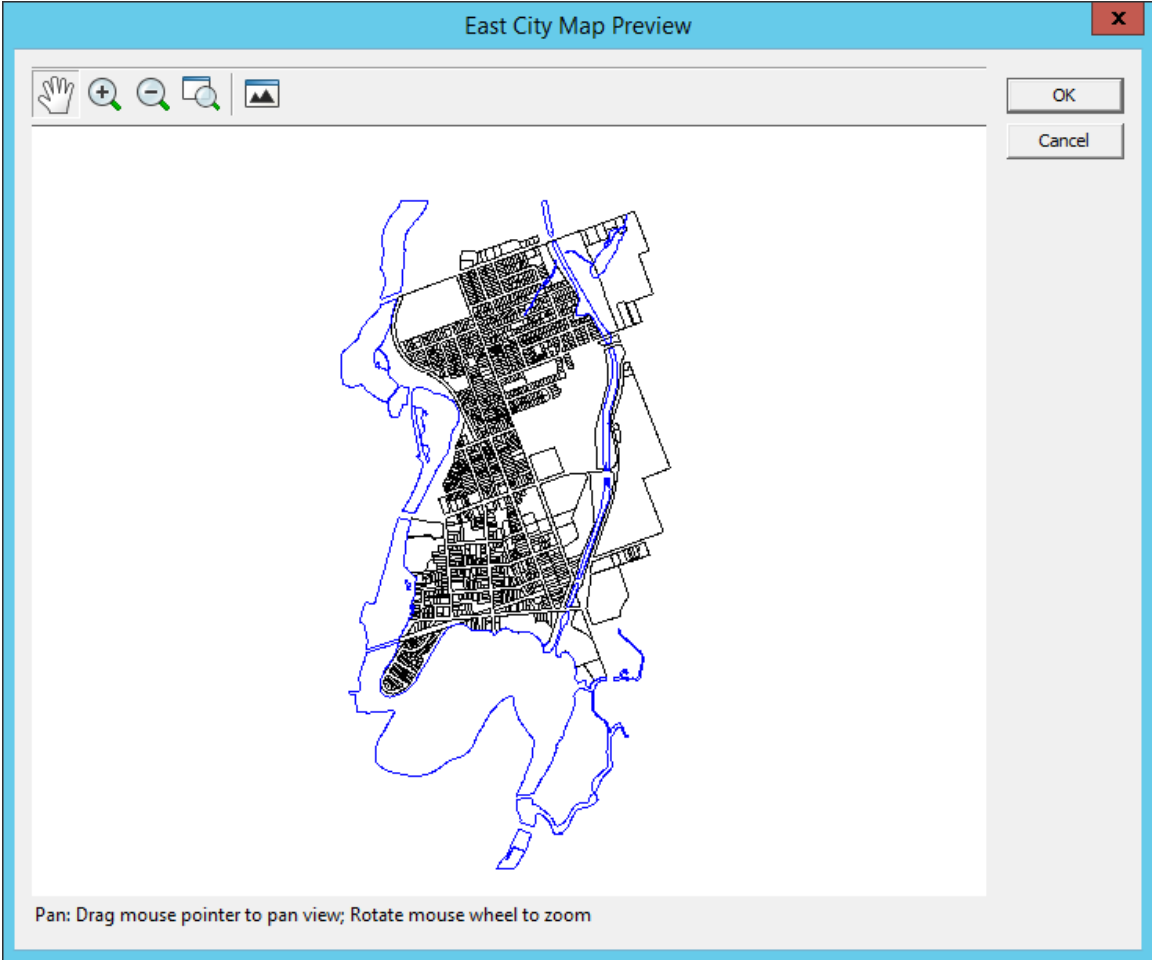 East City Map Preview
x
OK
Cancel
Pan: Drag mouse pointer to pan view; Rotate mouse wheel to zoom